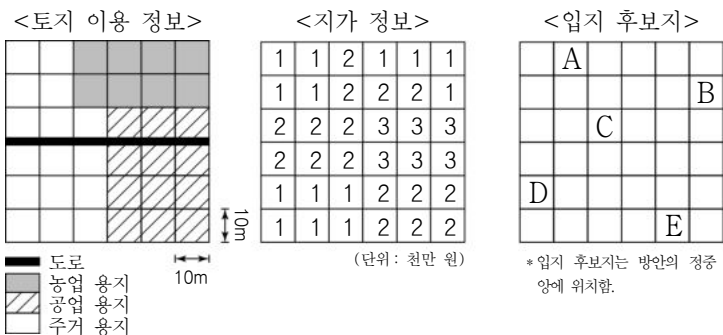 <토지 이용 정보>
<지가 정보>
<입지 후보지>
1 1 2 1 1 1
1 1 2 2 2 1
2 2 2 3 3 3
2 2 2 3 3 3
1 1 1 2 2 2
1 1 1 2 2 2
A
B
C
D
E
10m
10m
도로
농업 용지
공업 용지
주거 용지
(단위: 천만 원)
*입지 후보지는 방안의 정중
앙에 위치함.